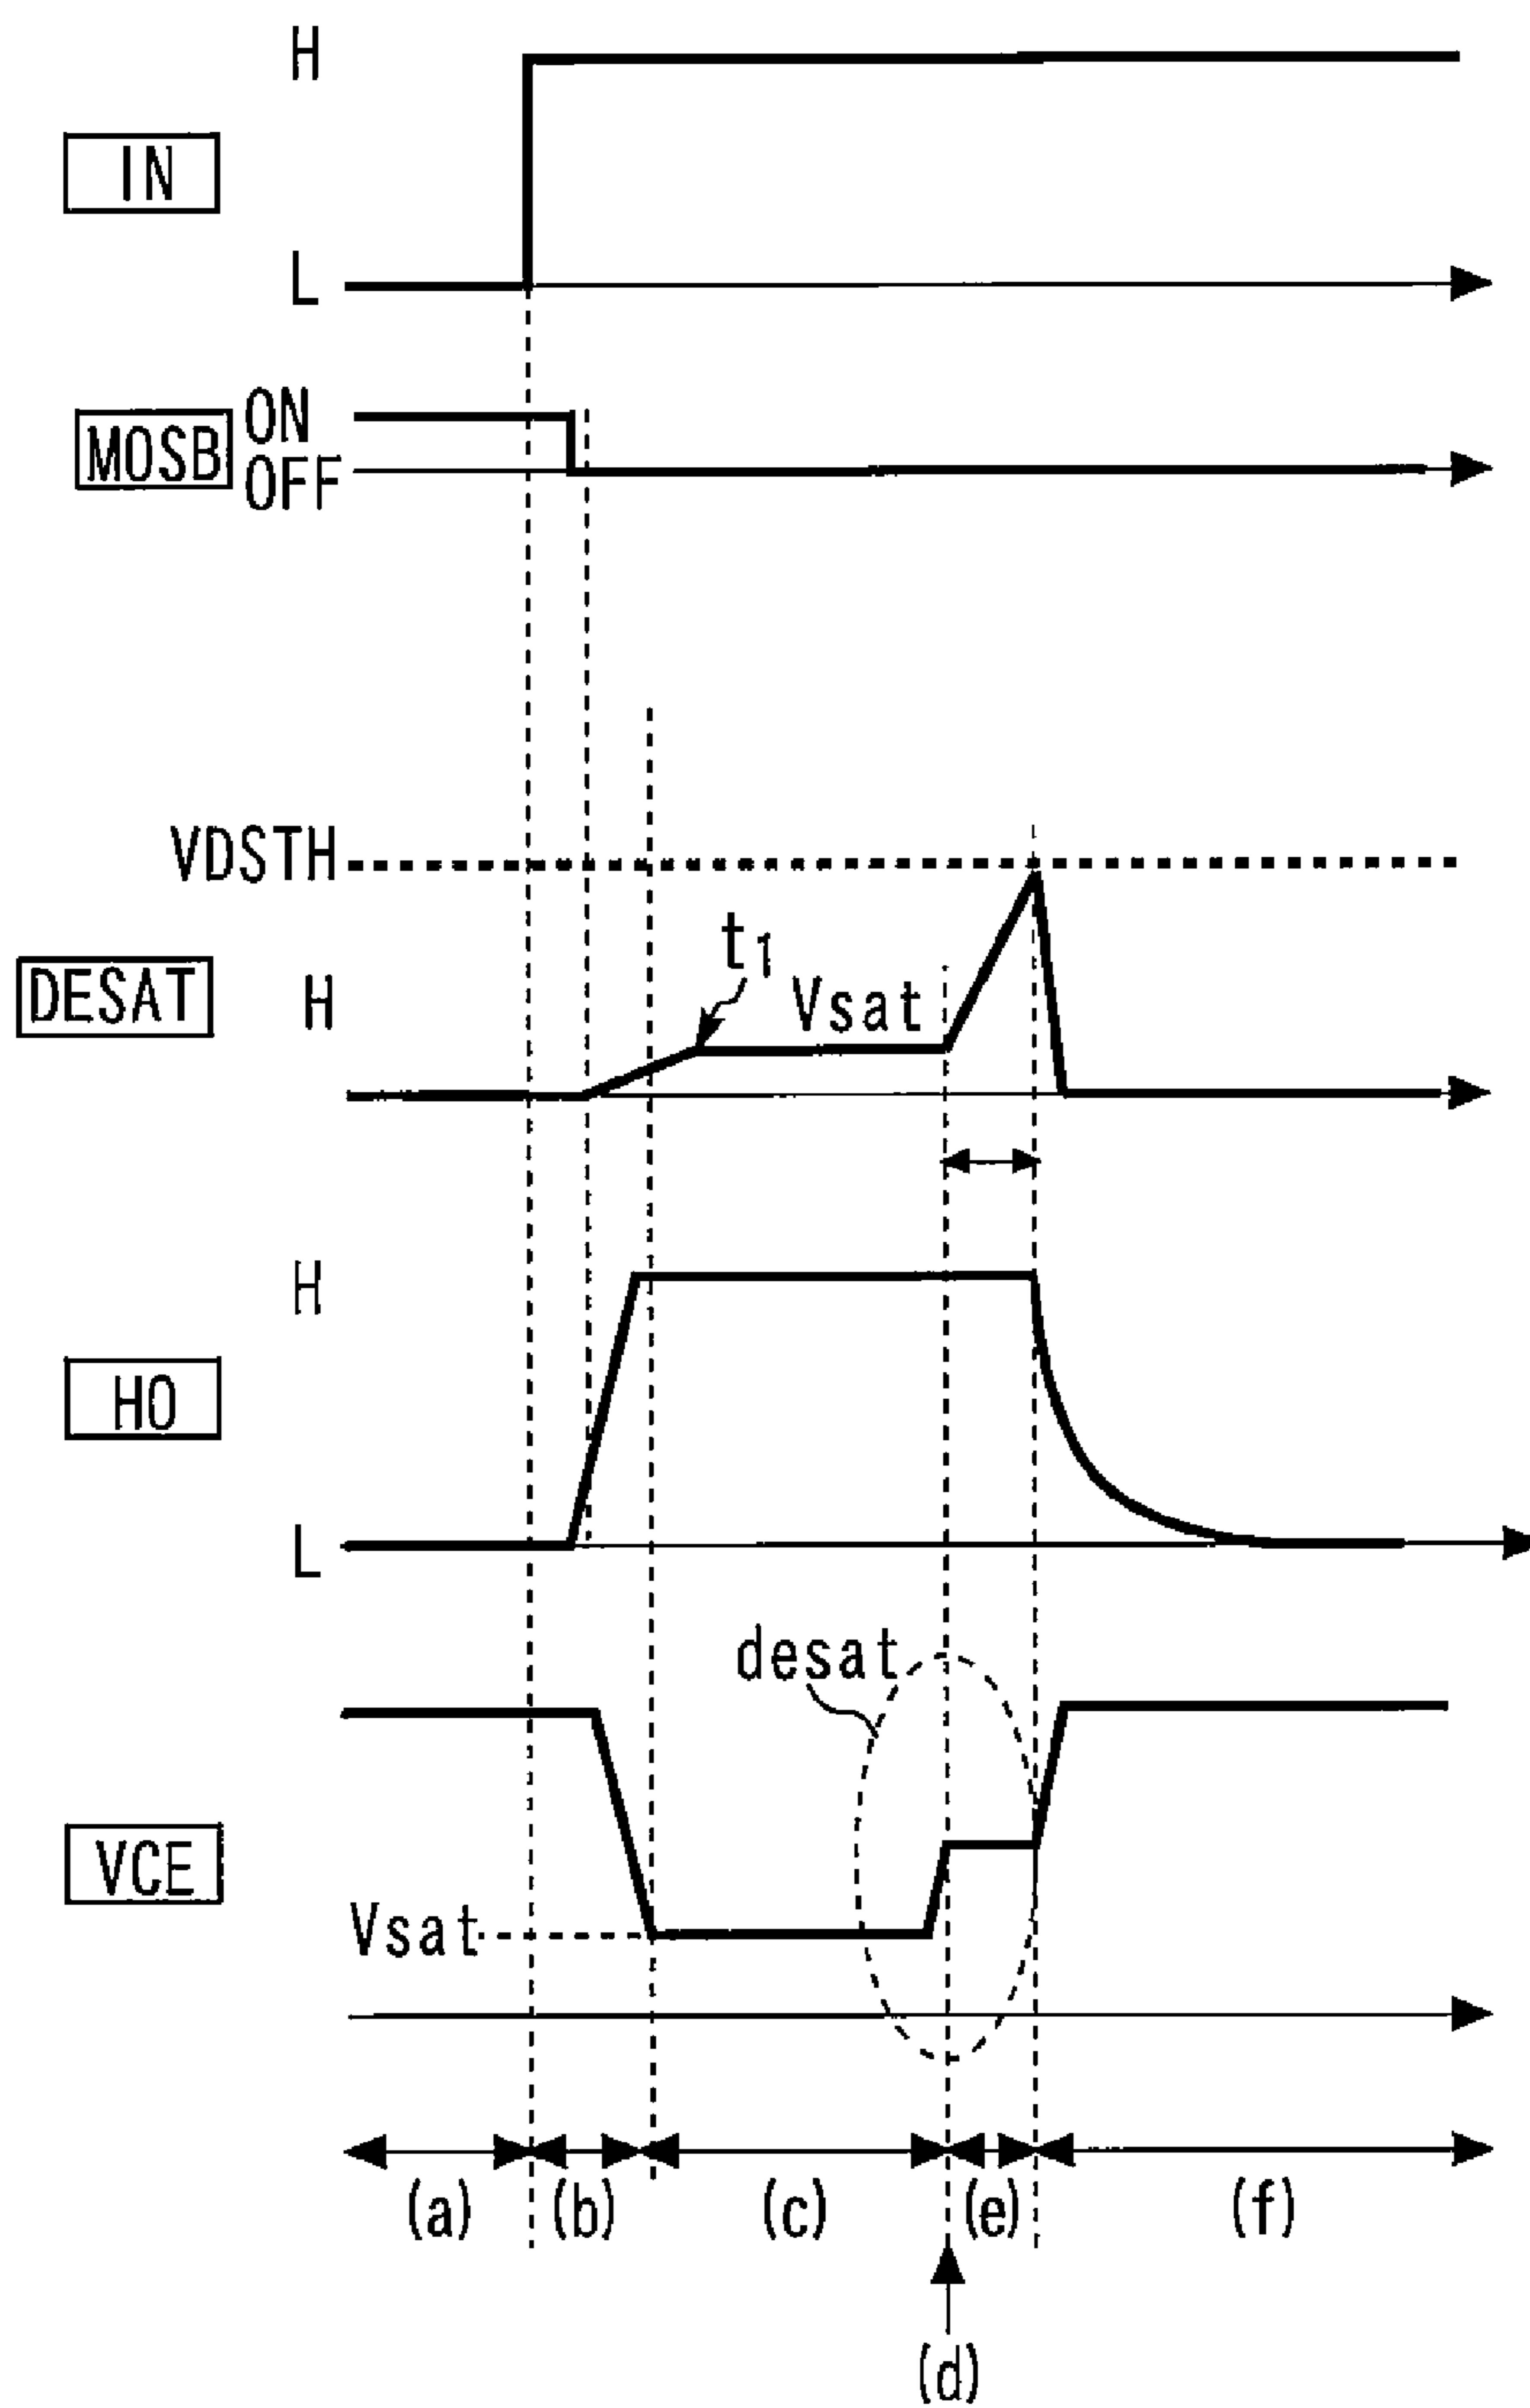 H
IN
L
MOSB ON
OFF
VDSTH
t1
DESAT H Vsat
H
HO
L
desat
VCE
Vsat
(a) (b) (c) (e) (f)
(d)